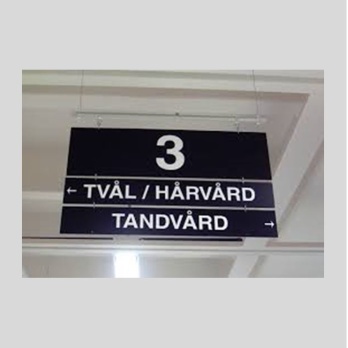 3
← TVÅL / HÅRVÅRD
TANDVÅRD →